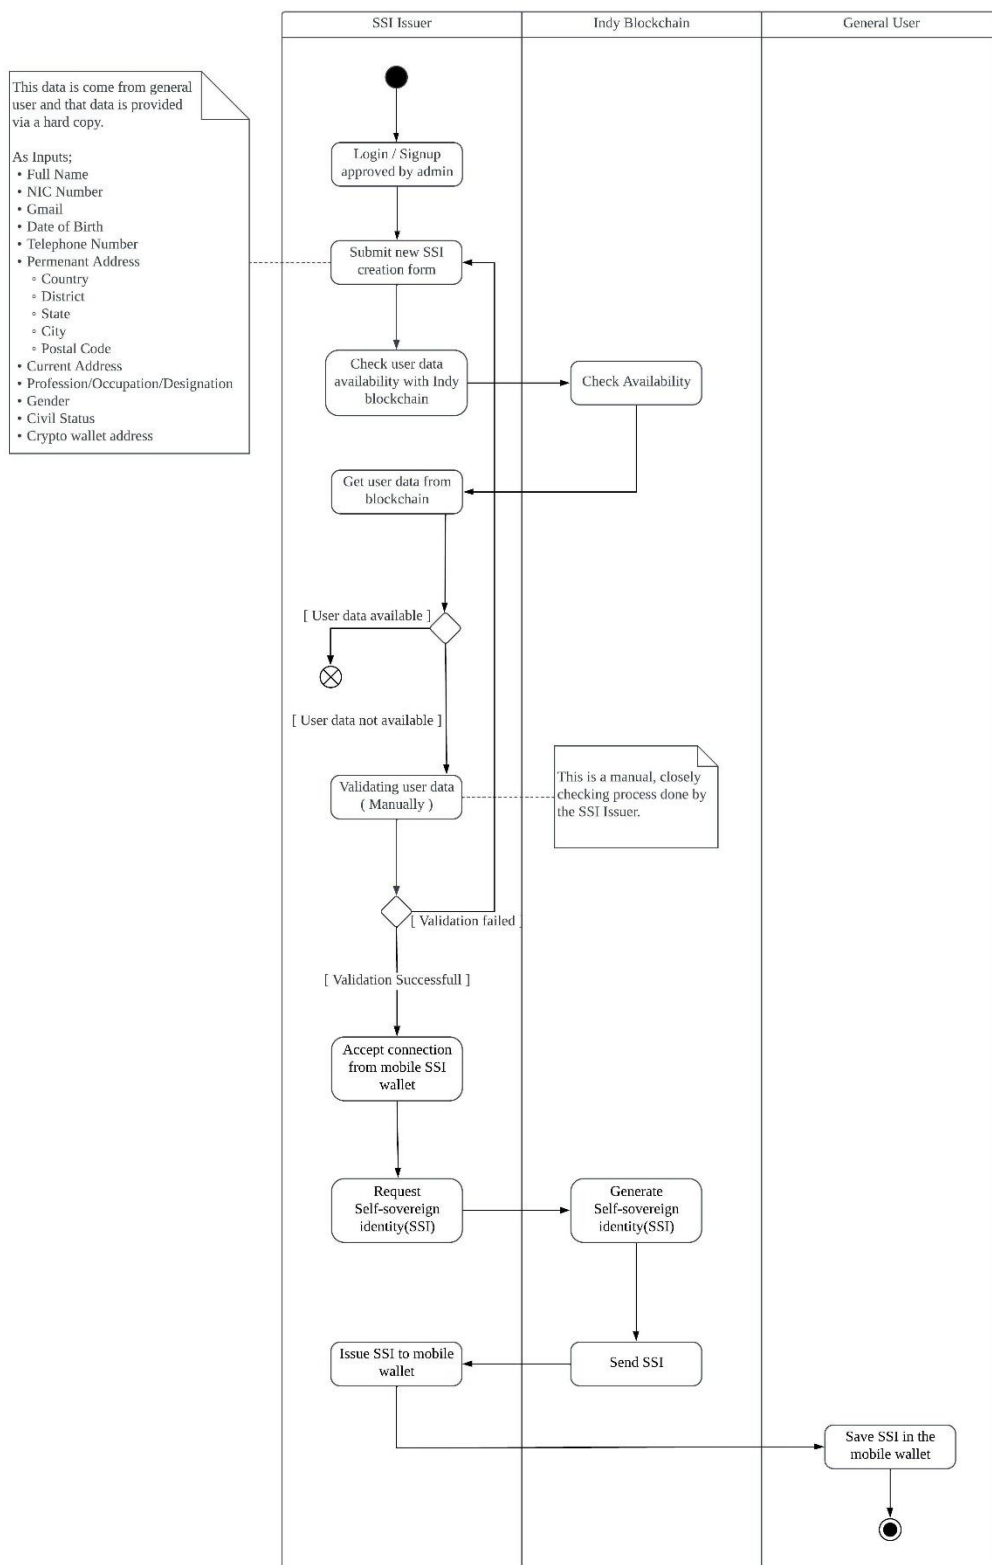 SSI Issuer
Indy Blockchain
General User
This data is come from general
user and that data is provided
via a hard copy.
As Inputs;
• Full Name
• NIC Number
• Gmail
• Date of Birth
• Telephone Number
• Permenant Address
◦ Country
◦ District
◦ State
◦ City
◦ Postal Code
• Current Address
• Profession/Occupation/Designation
• Gender
• Civil Status
• Crypto wallet address
Login / Signup
approved by admin
Submit new SSI
creation form
Check user data
availability with Indy
blockchain
Check Availability
Get user data from
blockchain
[ User data available ]
[ User data not available ]
Validating user data
( Manually )
This is a manual, closely
checking process done by
the SSI Issuer.
[ Validation failed ]
[ Validation Successfull ]
Accept connection
from mobile SSI
wallet
Request
Self-sovereign
identity(SSI)
Generate
Self-sovereign
identity(SSI)
Send SSI
Issue SSI to mobile
wallet
Save SSI in the
mobile wallet